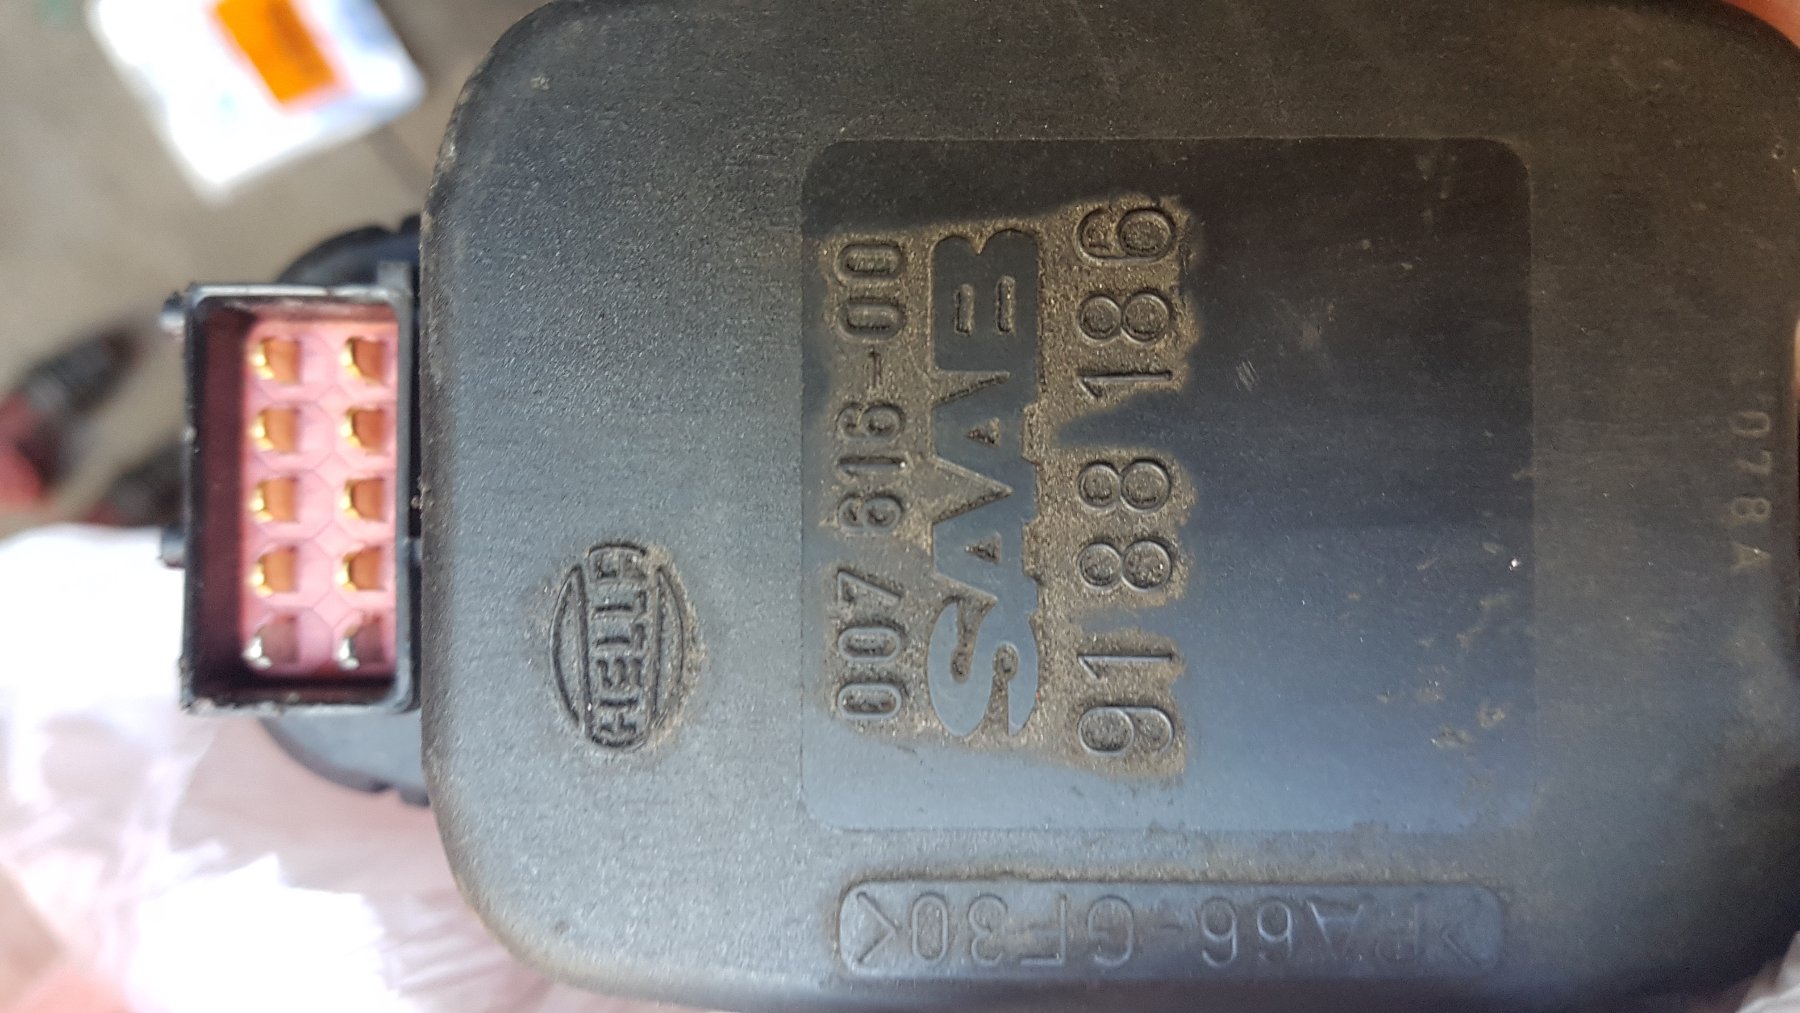 HELLA
007 816-00
SAAB
91 88 186
078A
>PA66-GF30<